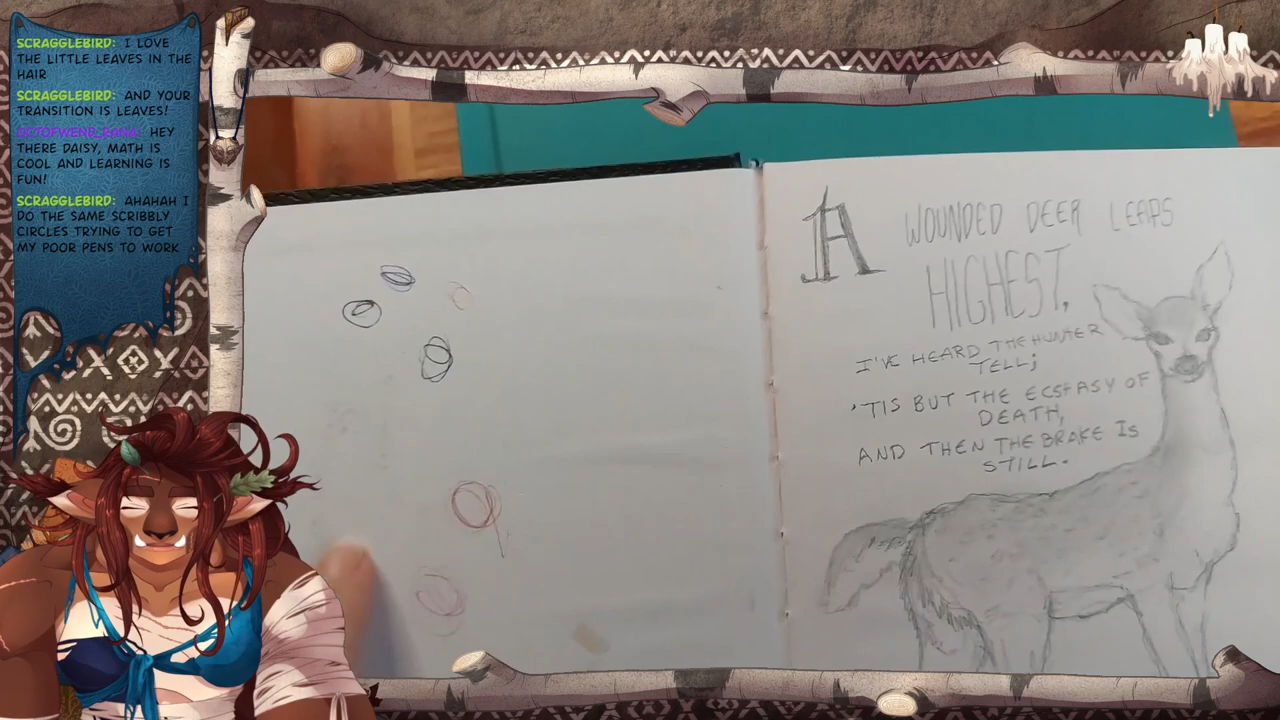 SCRAGGLEBIRD: I LOVE
THE LITTLE LEAVES IN THE
HAIR
SCRAGGLEBIRD: AND YOUR
TRANSITION IS LEAVES!
HEY
THERE DAISY, MATH IS
COOL AND LEARNING IS
FUN!
SCRAGGLEBIRD: AHAHAH I
DO THE SAME SCRIBBLY
CIRCLES TRYING TO GET
MY POOR PENS TO WORK
A WOUNDED DEER LEAPS
HIGHEST,
I'VE HEARD THE HUNTER
TELL;
'TIS BUT THE ECSTASY OF
DEATH,
AND THEN THE BRAKE IS
STILL.